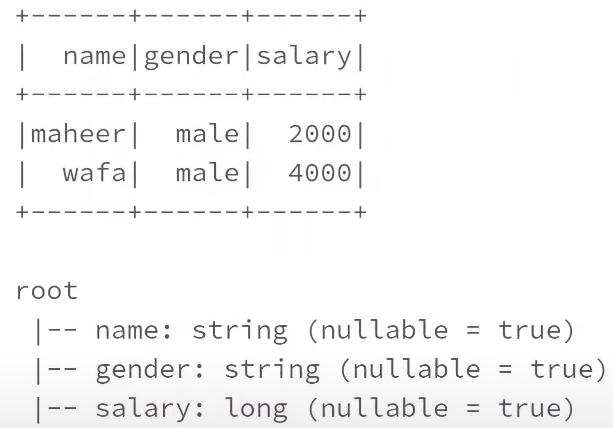 +------+------+------+
|  name|gender|salary|
+------+------+------+
|maheer|  male|  2000|
|  wafa|  male|  4000|
+------+------+------+
root
 |-- name: string (nullable = true)
 |-- gender: string (nullable = true)
 |-- salary: long (nullable = true)